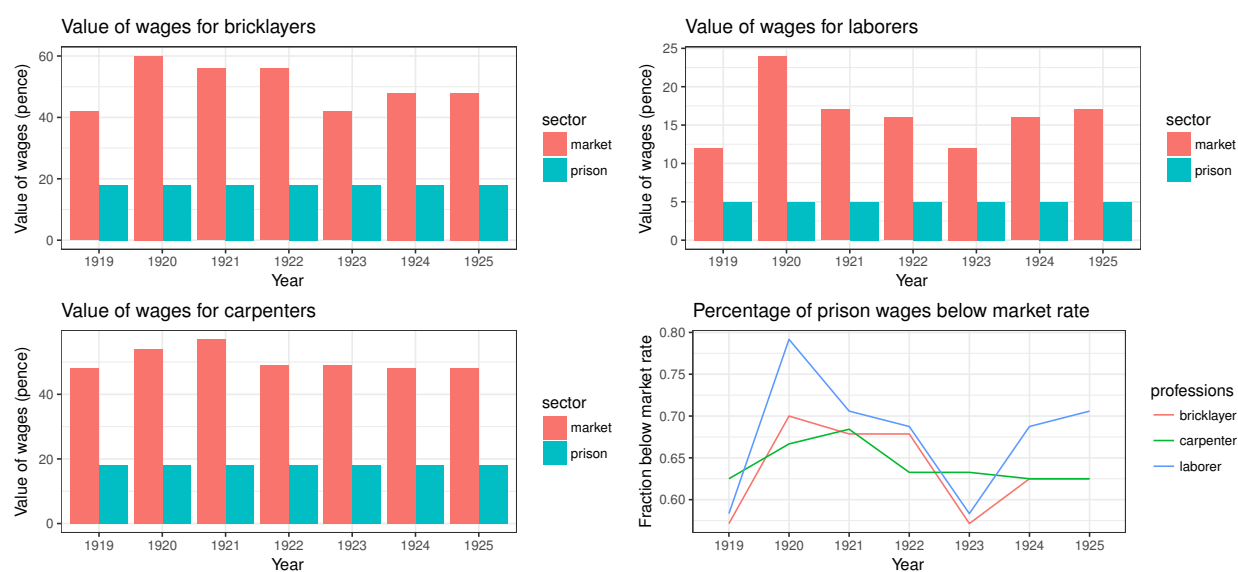 Value of wages for bricklayers
Value of wages (pence)
60
40
20
0
1919 1920 1921 1922 1923 1924 1925
Year
sector
market
prison
Value of wages for laborers
Value of wages (pence)
25
20
15
10
5
0
1919 1920 1921 1922 1923 1924 1925
Year
sector
market
prison
Value of wages for carpenters
Value of wages (pence)
40
20
0
1919 1920 1921 1922 1923 1924 1925
Year
sector
market
prison
Percentage of prison wages below market rate
Fraction below market rate
0.80
0.75
0.70
0.65
0.60
1919 1920 1921 1922 1923 1924 1925
Year
professions
bricklayer
carpenter
laborer